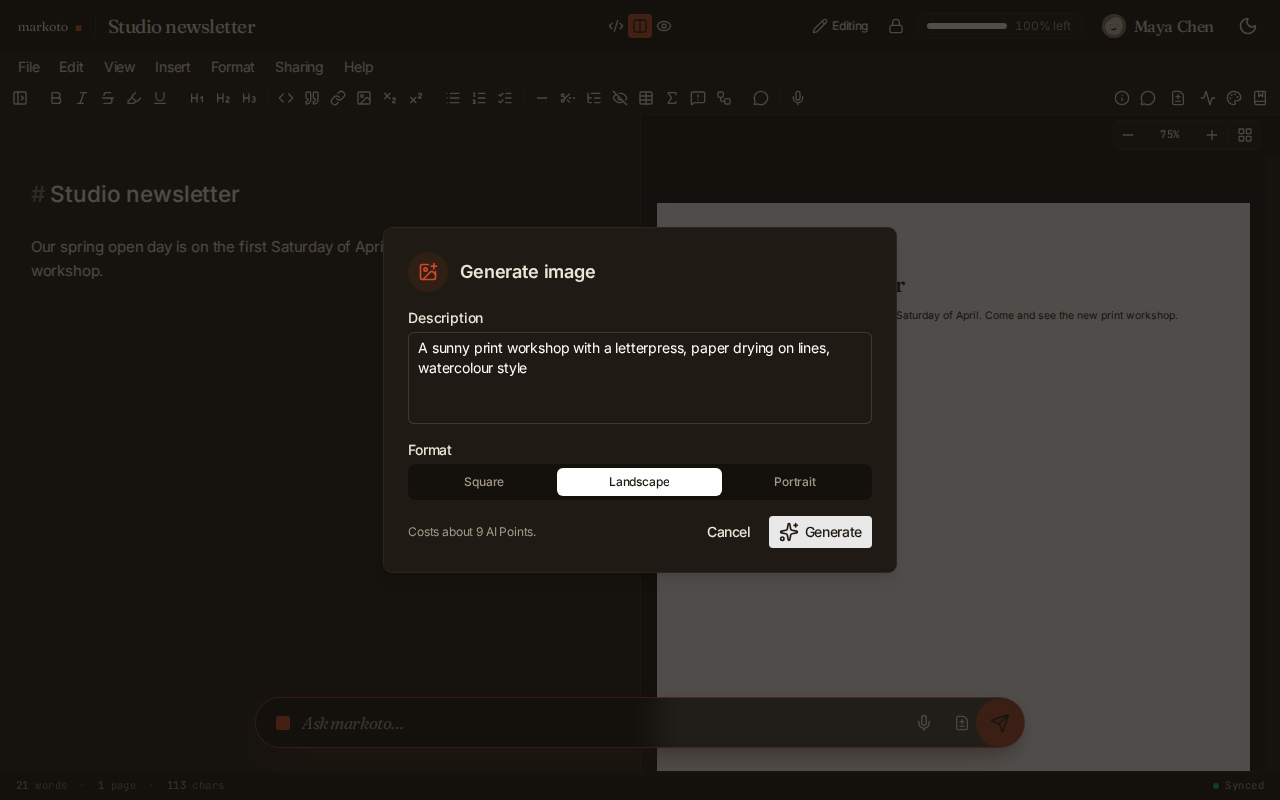 markoto
Studio newsletter
Editing
100% left
Maya Chen
File Edit View Insert Format Sharing Help
H1 H2 H3
75%
# Studio newsletter
Our spring open day is on the first Saturday of Apri
workshop.
r
Saturday of April. Come and see the new print workshop.
Generate image
Description
A sunny print workshop with a letterpress, paper drying on lines,
watercolour style
Format
Square Landscape Portrait
Costs about 9 AI Points.
Cancel
Generate
Ask markoto...
21 words · 1 page · 113 chars
Synced